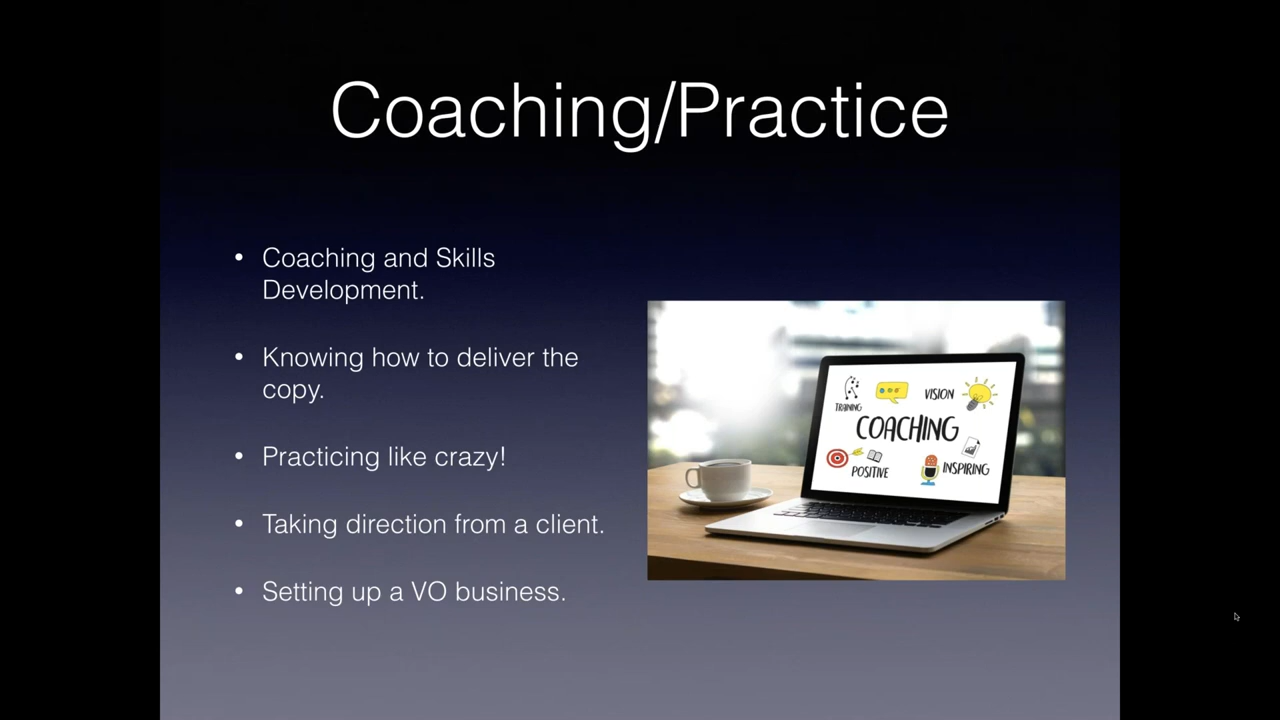 Coaching/Practice
• Coaching and Skills
Development.
• Knowing how to deliver the
copy.
• Practicing like crazy!
• Taking direction from a client.
• Setting up a VO business.
TRAINING
VISION
COACHING
POSITIVE
INSPIRING